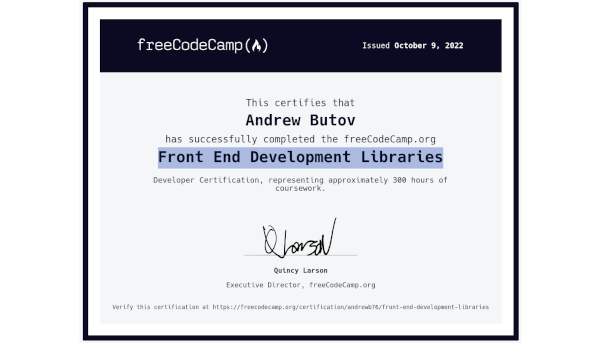 freeCodeCamp
Issued October 9, 2022
This certifies that
Andrew Butov
has successfully completed the freeCodeCamp.org
Front End Development Libraries
Developer Certification, representing approximately 300 hours of
coursework.
Q Larson
Quincy Larson
Executive Director, freeCodeCamp.org
Verify this certification at https://freecodecamp.org/certification/andrewb76/front-end-development-libraries